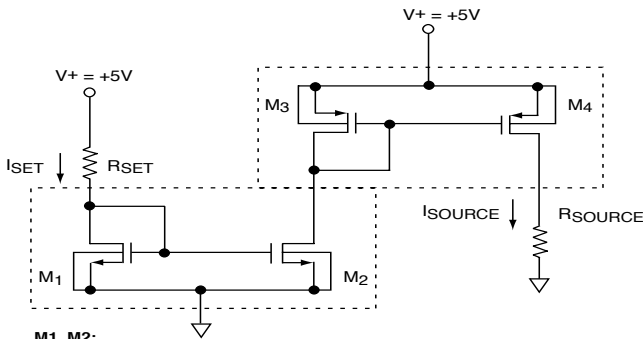 V+ = +5V
V+ = +5V
M3
M4
ISET
RSET
ISOURCE
RSOURCE
M1
M2
M1, M2: